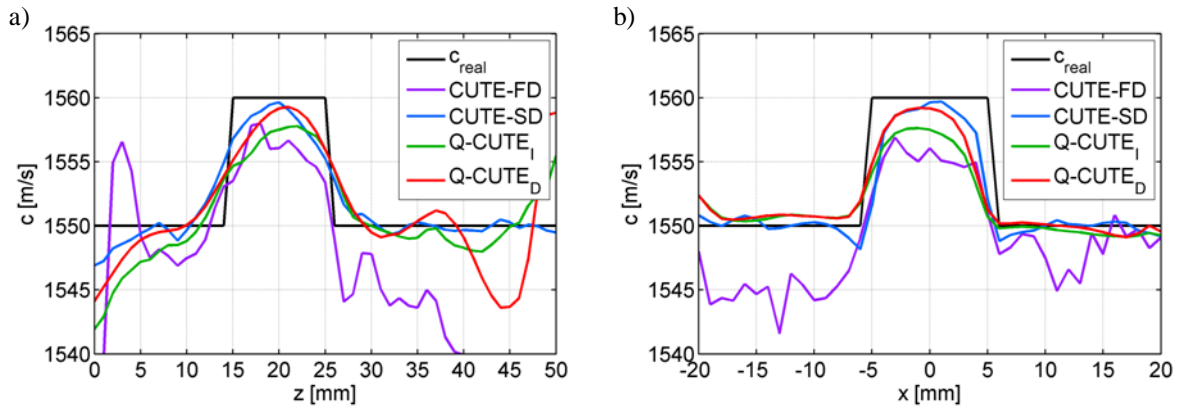 a)
1565
1560
1555
1550
1545
1540
c [m/s]
0 5 10 15 20 25 30 35 40 45 50
z [mm]
c_real
CUTE-FD
CUTE-SD
Q-CUTE_I
Q-CUTE_D
b)
1565
1560
1555
1550
1545
1540
c [m/s]
-20 -15 -10 -5 0 5 10 15 20
x [mm]
c_real
CUTE-FD
CUTE-SD
Q-CUTE_I
Q-CUTE_D